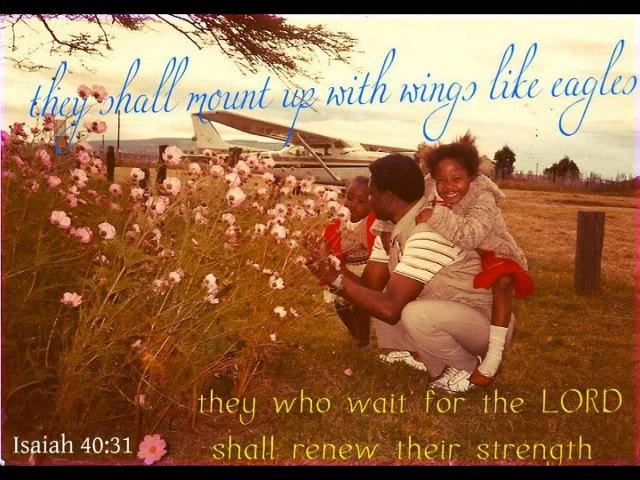 they shall mount up with wings like eagles
they who wait for the LORD
shall renew their strength
Isaiah 40:31